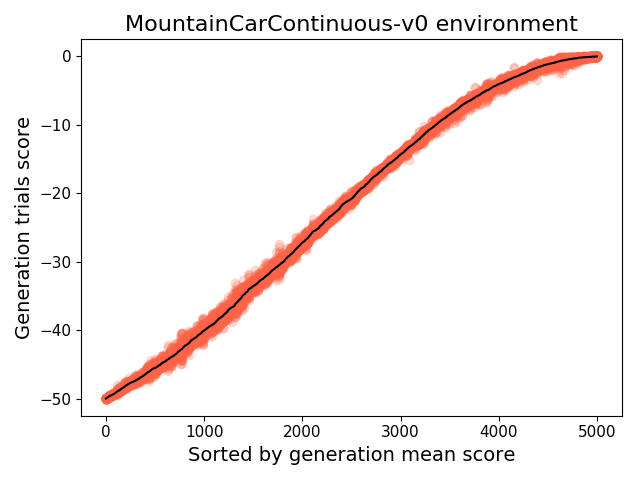 MountainCarContinuous-v0 environment
Generation trials score
0
−10
−20
−30
−40
−50
0 1000 2000 3000 4000 5000
Sorted by generation mean score